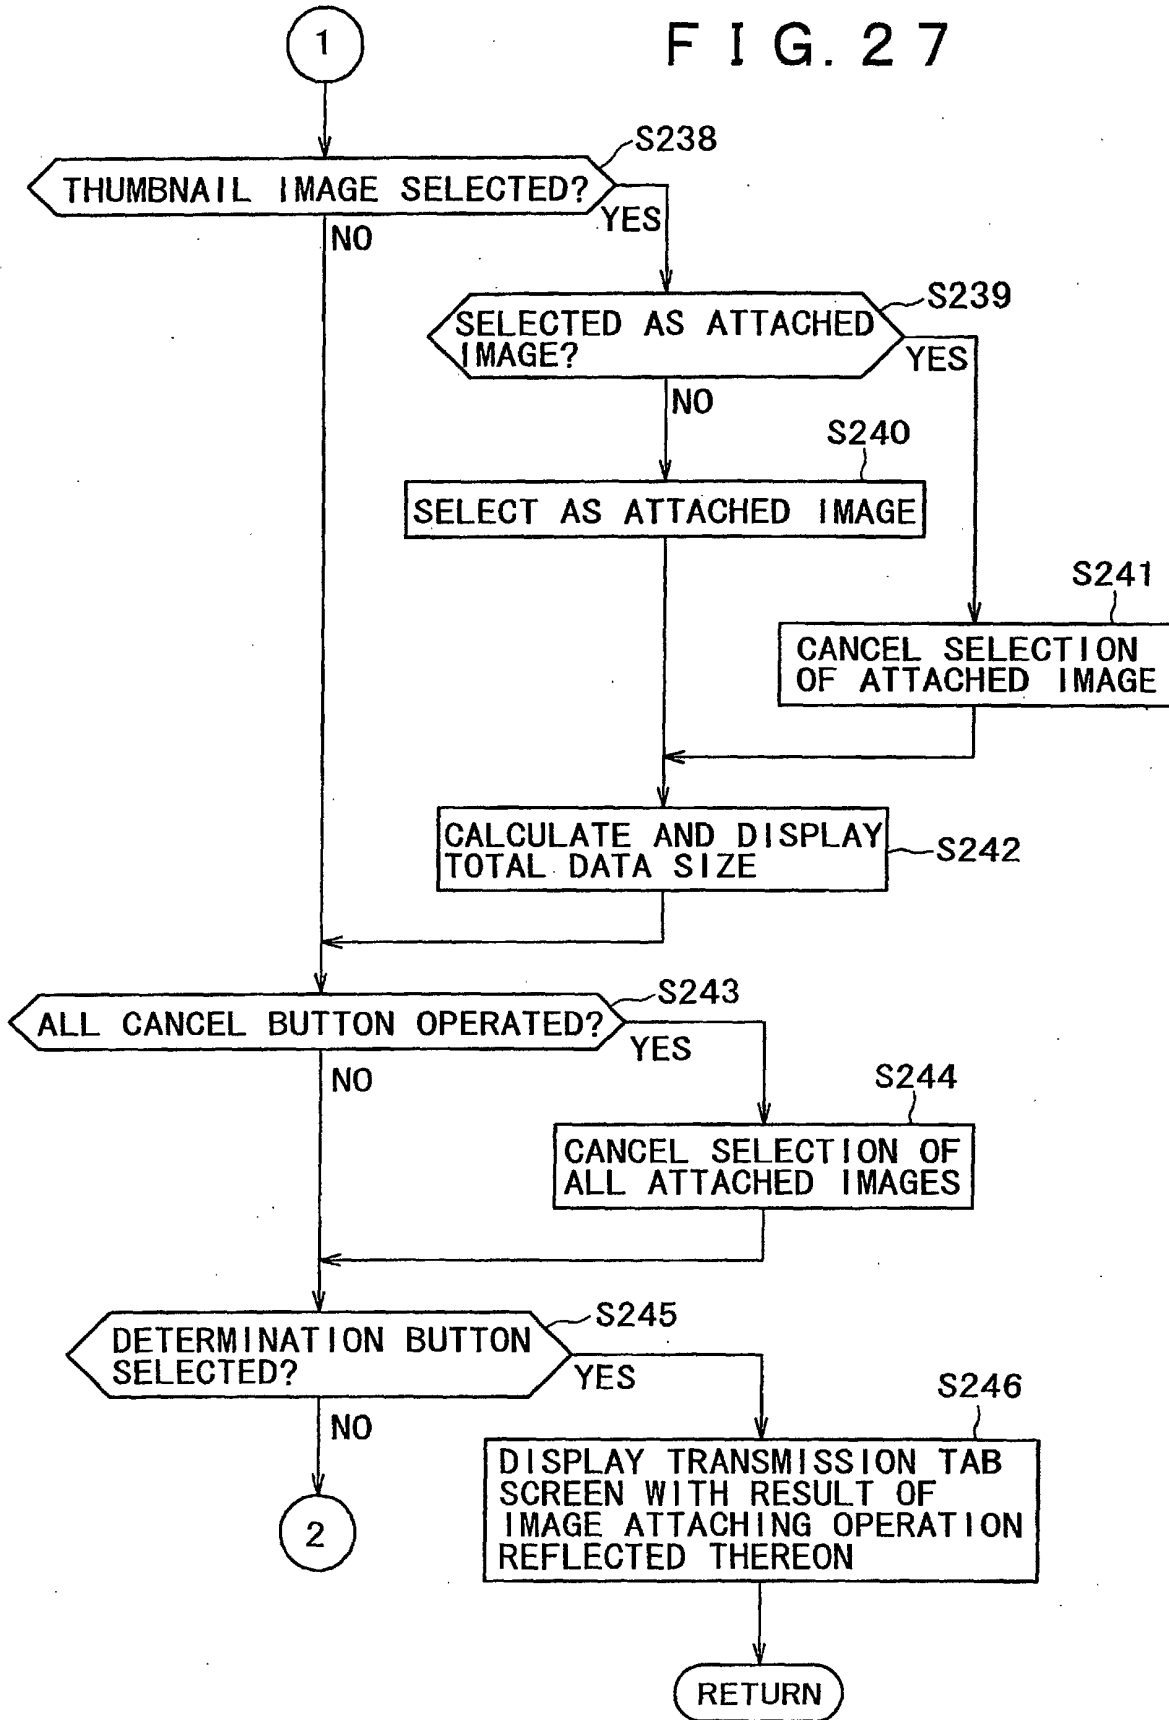 1
FIG. 27
S238
THUMBNAIL IMAGE SELECTED?
YES
NO
S239
SELECTED AS ATTACHED
IMAGE?
YES
NO
S240
SELECT AS ATTACHED IMAGE
S241
CANCEL SELECTION
OF ATTACHED IMAGE
CALCULATE AND DISPLAY
TOTAL DATA SIZE
S242
S243
ALL CANCEL BUTTON OPERATED?
YES
NO
S244
CANCEL SELECTION OF
ALL ATTACHED IMAGES
S245
DETERMINATION BUTTON
SELECTED?
YES
NO
S246
DISPLAY TRANSMISSION TAB
SCREEN WITH RESULT OF
IMAGE ATTACHING OPERATION
REFLECTED THEREON
2
RETURN